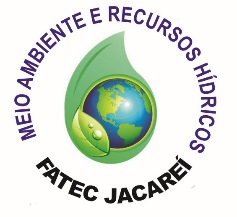 MEIO AMBIENTE E RECURSOS HÍDRICOS
FATEC JACAREÍ